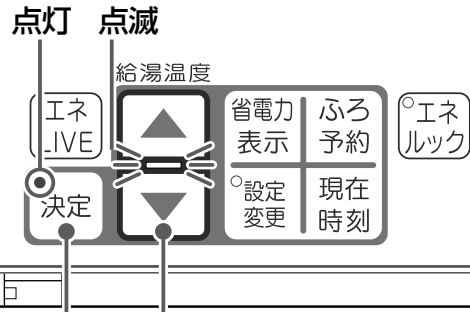 点灯 点滅
給湯温度
エネ
LIVE
省電力
表示
ふろ
予約
エネ
ルック
決定
設定
変更
現在
時刻